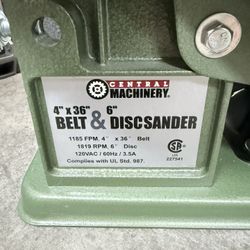 CENTRAL
MACHINERY.
4" x 36" 6"
BELT & DISCSANDER
1185 FPM, 4" x 36" Belt
1819 RPM, 6" Disc
120VAC / 60Hz / 3.5A
Complies with UL Std. 987.
227541